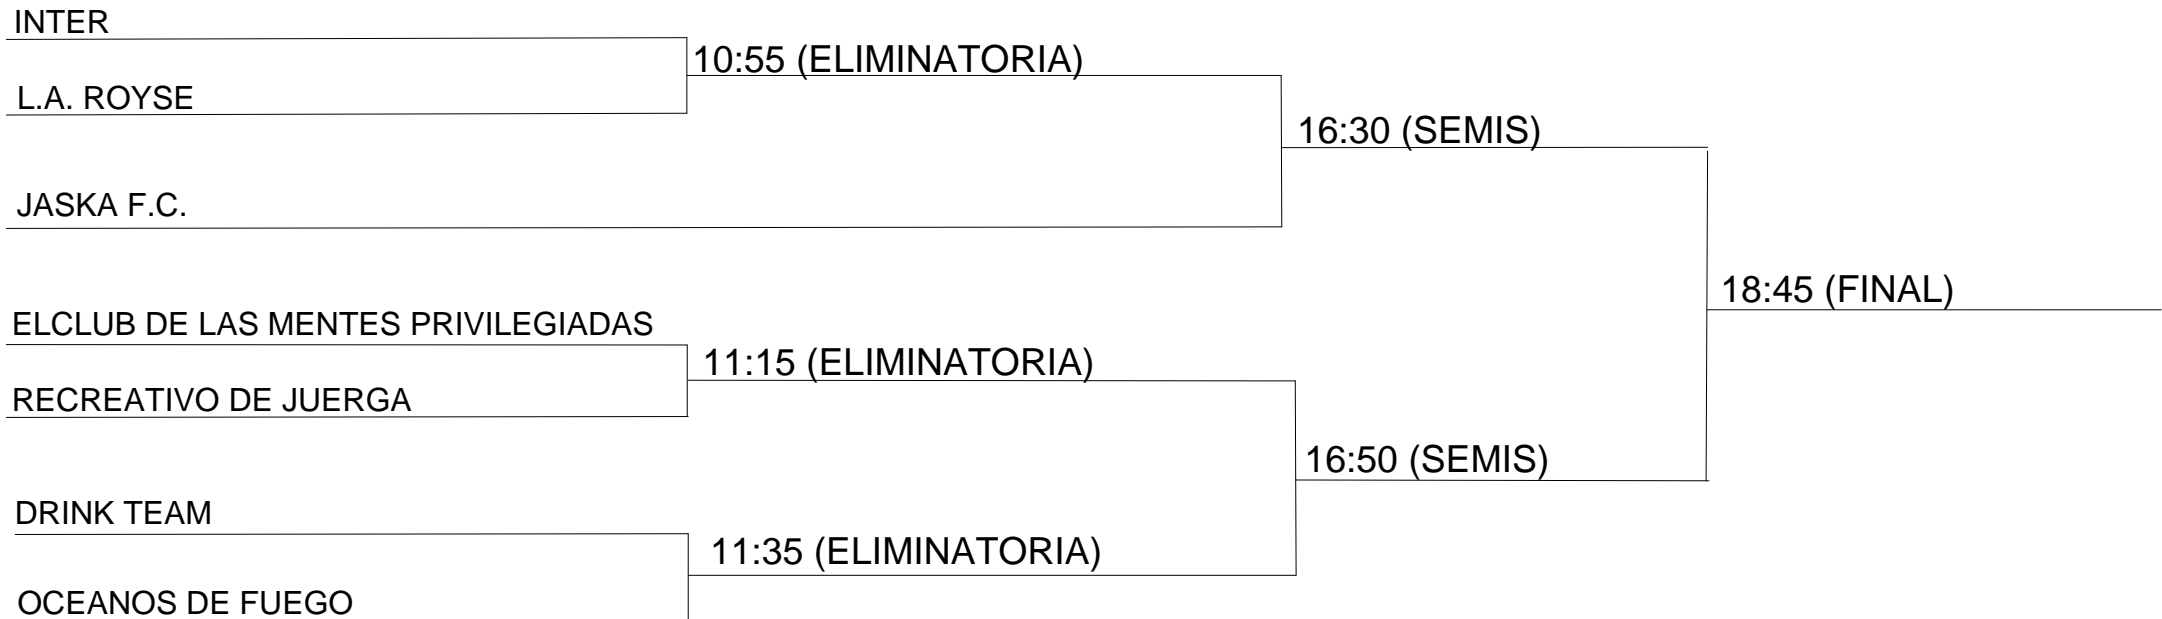 INTER
10:55 (ELIMINATORIA)
L.A. ROYSE
16:30 (SEMIS)
JASKA F.C.
18:45 (FINAL)
ELCLUB DE LAS MENTES PRIVILEGIADAS
11:15 (ELIMINATORIA)
RECREATIVO DE JUERGA
16:50 (SEMIS)
DRINK TEAM
11:35 (ELIMINATORIA)
OCEANOS DE FUEGO